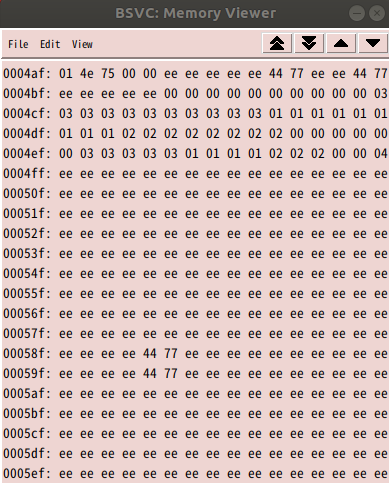 BSVC: Memory Viewer
File Edit View
0004af: 01 4e 75 00 00 ee ee ee ee ee 44 77 ee ee 44 77
0004bf: ee ee ee ee ee 00 00 00 00 00 00 00 00 00 00 03
0004cf: 03 03 03 03 03 03 03 03 03 03 01 01 01 01 01 01
0004df: 01 01 01 02 02 02 02 02 02 02 02 00 00 00 00 00
0004ef: 00 03 03 03 03 03 01 01 01 01 02 02 02 00 00 04
0004ff: ee ee ee ee ee ee ee ee ee ee ee ee ee ee ee ee
00050f: ee ee ee ee ee ee ee ee ee ee ee ee ee ee ee ee
00051f: ee ee ee ee ee ee ee ee ee ee ee ee ee ee ee ee
00052f: ee ee ee ee ee ee ee ee ee ee ee ee ee ee ee ee
00053f: ee ee ee ee ee ee ee ee ee ee ee ee ee ee ee ee
00054f: ee ee ee ee ee ee ee ee ee ee ee ee ee ee ee ee
00055f: ee ee ee ee ee ee ee ee ee ee ee ee ee ee ee ee
00056f: ee ee ee ee ee ee ee ee ee ee ee ee ee ee ee ee
00057f: ee ee ee ee ee ee ee ee ee ee ee ee ee ee ee ee
00058f: ee ee ee ee 44 77 ee ee ee ee ee ee ee ee ee ee
00059f: ee ee ee ee 44 77 ee ee ee ee ee ee ee ee ee ee
0005af: ee ee ee ee ee ee ee ee ee ee ee ee ee ee ee ee
0005bf: ee ee ee ee ee ee ee ee ee ee ee ee ee ee ee ee
0005cf: ee ee ee ee ee ee ee ee ee ee ee ee ee ee ee ee
0005df: ee ee ee ee ee ee ee ee ee ee ee ee ee ee ee ee
0005ef: ee ee ee ee ee ee ee ee ee ee ee ee ee ee ee ee